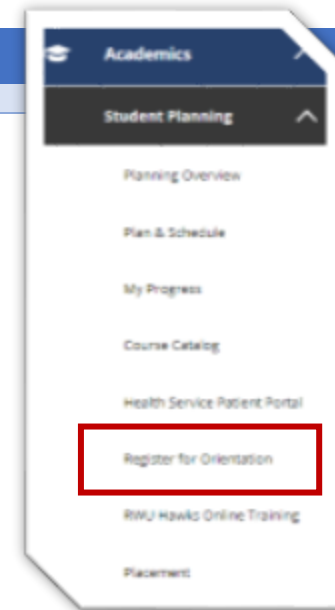 Academics
Student Planning
Planning Overview
Plan & Schedule
My Progress
Course Catalog
Health Service Patient Portal
Register for Orientation
RWU Hawks Online Training
Placement